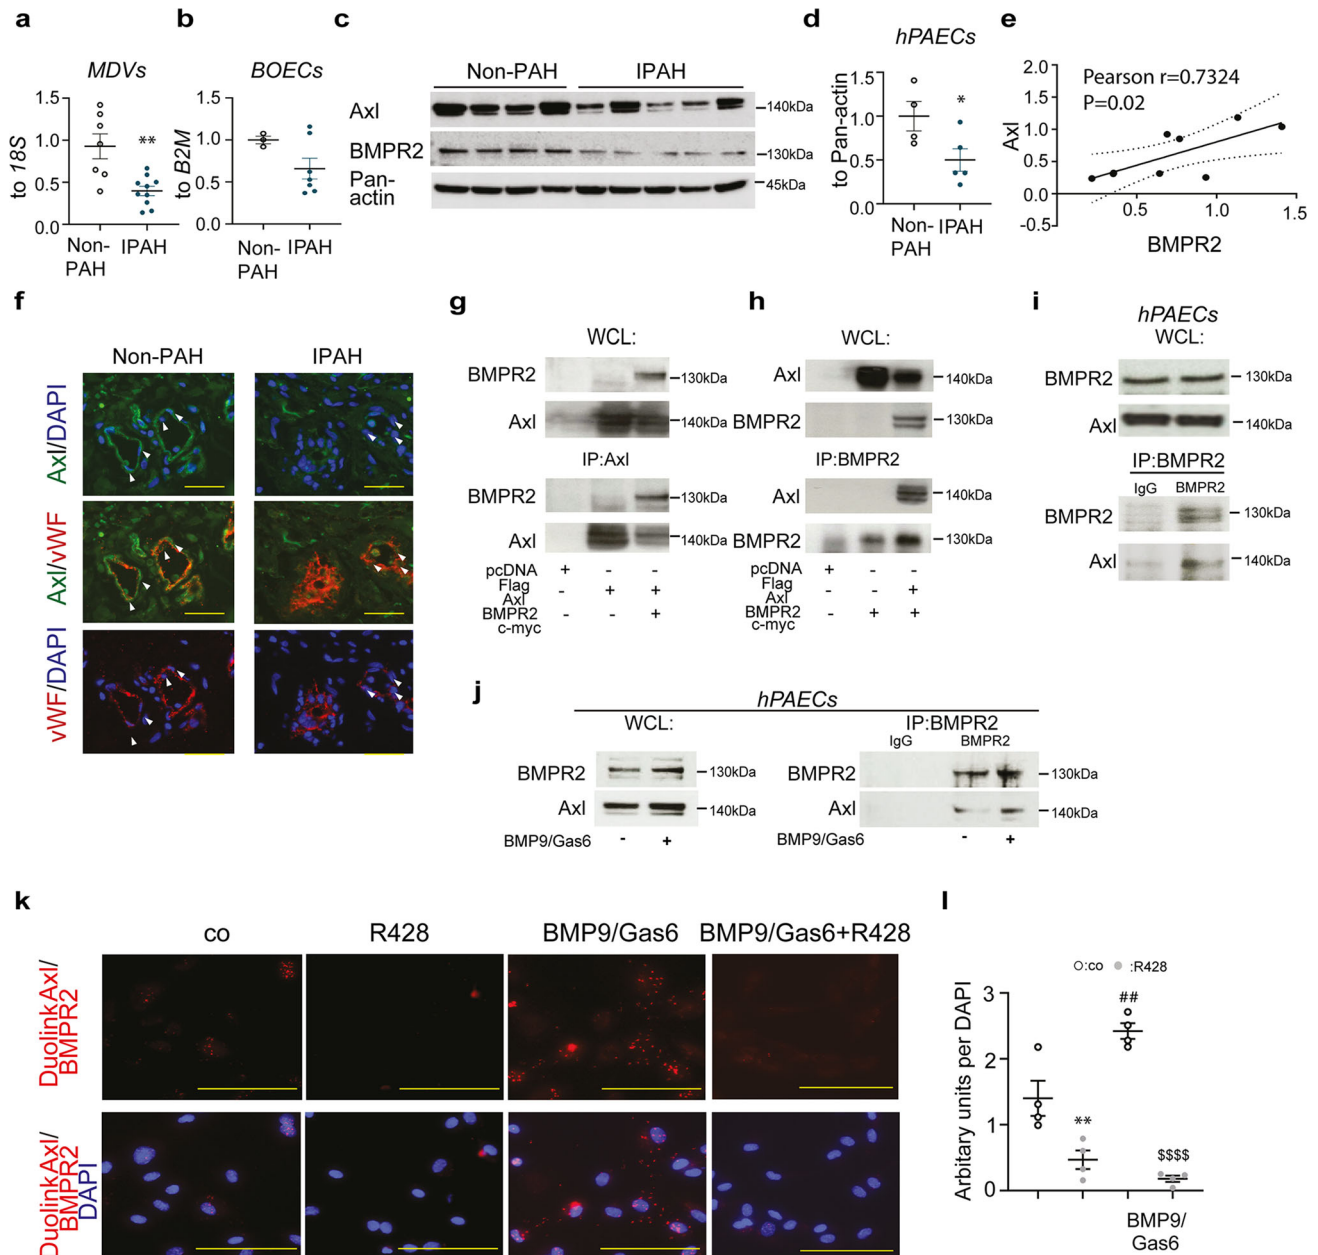 a
MDVs
to 18S
1.5
1.0
0.5
0.0
**
Non-
PAH
IPAH
b
BOECs
to B2M
1.5
1.0
0.5
0.0
Non-
PAH
IPAH
c
Non-PAH
IPAH
Axl
140kDa
BMPR2
130kDa
Pan-
actin
45kDa
d
hPAECs
to Pan-actin
1.5
1.0
0.5
0.0
*
Non-
PAH
IPAH
e
Axl
2.0
1.5
1.0
0.5
0.0
-0.5
Pearson r=0.7324
P=0.02
0.5
1.0
1.5
BMPR2
f
Non-PAH
IPAH
Axl/DAPI
Axl/vWF
vWF/DAPI
g
WCL:
BMPR2
130kDa
Axl
140kDa
IP:Axl
BMPR2
130kDa
Axl
140kDa
pcDNA + - -
Flag
Axl - + +
BMPR2
c-myc - - +
h
WCL:
Axl
140kDa
BMPR2
130kDa
IP:BMPR2
Axl
140kDa
BMPR2
130kDa
pcDNA + - -
Flag
Axl - - +
BMPR2
c-myc - + +
i
hPAECs
WCL:
BMPR2
130kDa
Axl
140kDa
IP:BMPR2
IgG
BMPR2
BMPR2
130kDa
Axl
140kDa
j
hPAECs
WCL:
BMPR2
130kDa
Axl
140kDa
BMP9/Gas6 - +
IP:BMPR2
IgG
BMPR2
BMPR2
130kDa
Axl
140kDa
BMP9/Gas6 - +
k
co
R428
BMP9/Gas6
BMP9/Gas6+R428
DuolinkAxl/
BMPR2
DuolinkAxl/
BMPR2
DAPI
l
:co :R428
Arbitary units per DAPI
3
2
1
0
**
##
$$$$
BMP9/
Gas6